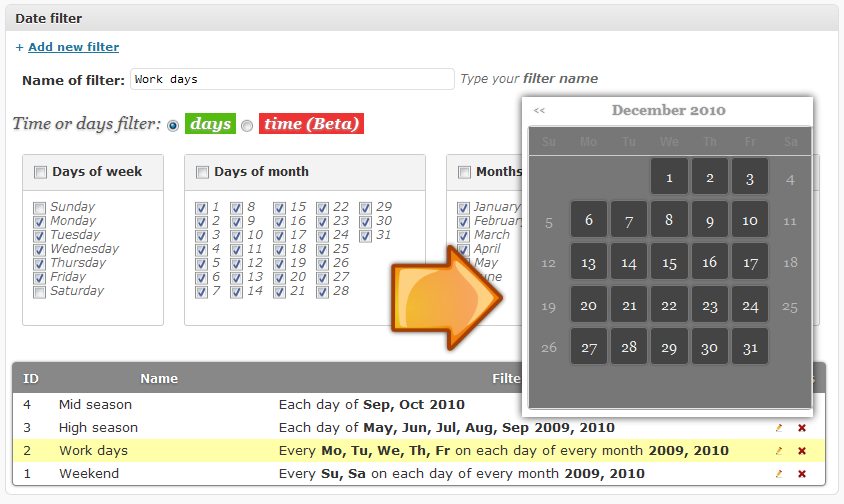 Date filter
+ Add new filter
Name of filter: Work days Type your filter name
Time or days filter: days time (Beta)
Days of week
Sunday
Monday
Tuesday
Wednesday
Thursday
Friday
Saturday
Days of month
1 8 15 22 29
2 9 16 23 30
3 10 17 24 31
4 11 18 25
5 12 19 26
6 13 20 27
7 14 21 28
Months
January
February
March
April
May
June
<< December 2010
Su Mo Tu We Th Fr Sa
1 2 3 4
5 6 7 8 9 10 11
12 13 14 15 16 17 18
19 20 21 22 23 24 25
26 27 28 29 30 31
ID Name
4 Mid season Each day of Sep, Oct 2010
3 High season Each day of May, Jun, Jul, Aug, Sep 2009, 2010
2 Work days Every Mo, Tu, We, Th, Fr on each day of every month 2009, 2010
1 Weekend Every Su, Sa on each day of every month 2009, 2010